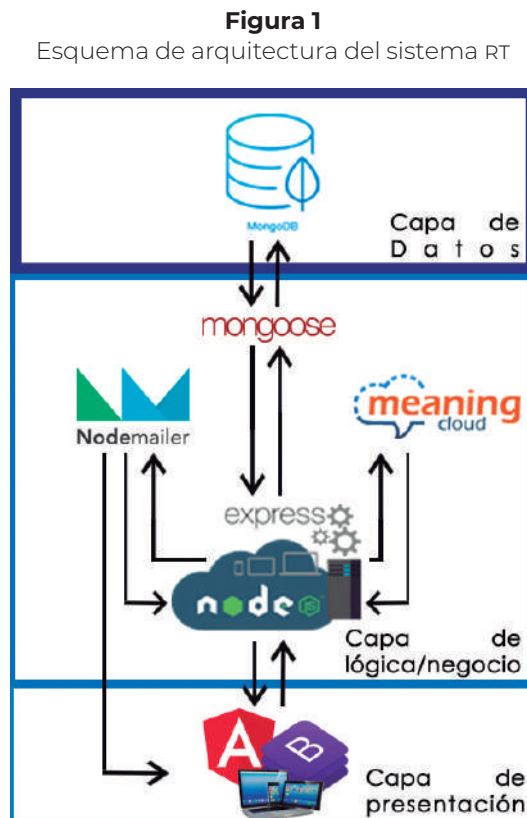 Figura 1
Esquema de arquitectura del sistema RT
MongoDB
Capa de
Datos
mongoose
Nodemailer
meaning
cloud
express
node
JS
Capa de
lógica/negocio
A
B
Capa de
presentación